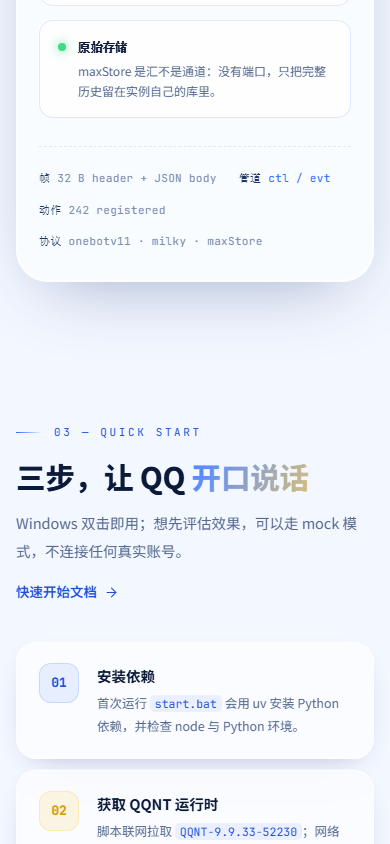 原始存储
maxStore 是汇不是通道：没有端口，只把完整
历史留在实例自己的库里。
帧 32 B header + JSON body 管道 ctl / evt
动作 242 registered
协议 onebotv11 · milky · maxStore
03 — QUICK START
三步，让 QQ 开口说话
Windows 双击即用；想先评估效果，可以走 mock 模
式，不连接任何真实账号。
快速开始文档 →
01
安装依赖
首次运行 start.bat 会用 uv 安装 Python
依赖，并检查 node 与 Python 环境。
02
获取 QQNT 运行时
脚本联网拉取 QQNT-9.9.33-52230；网络